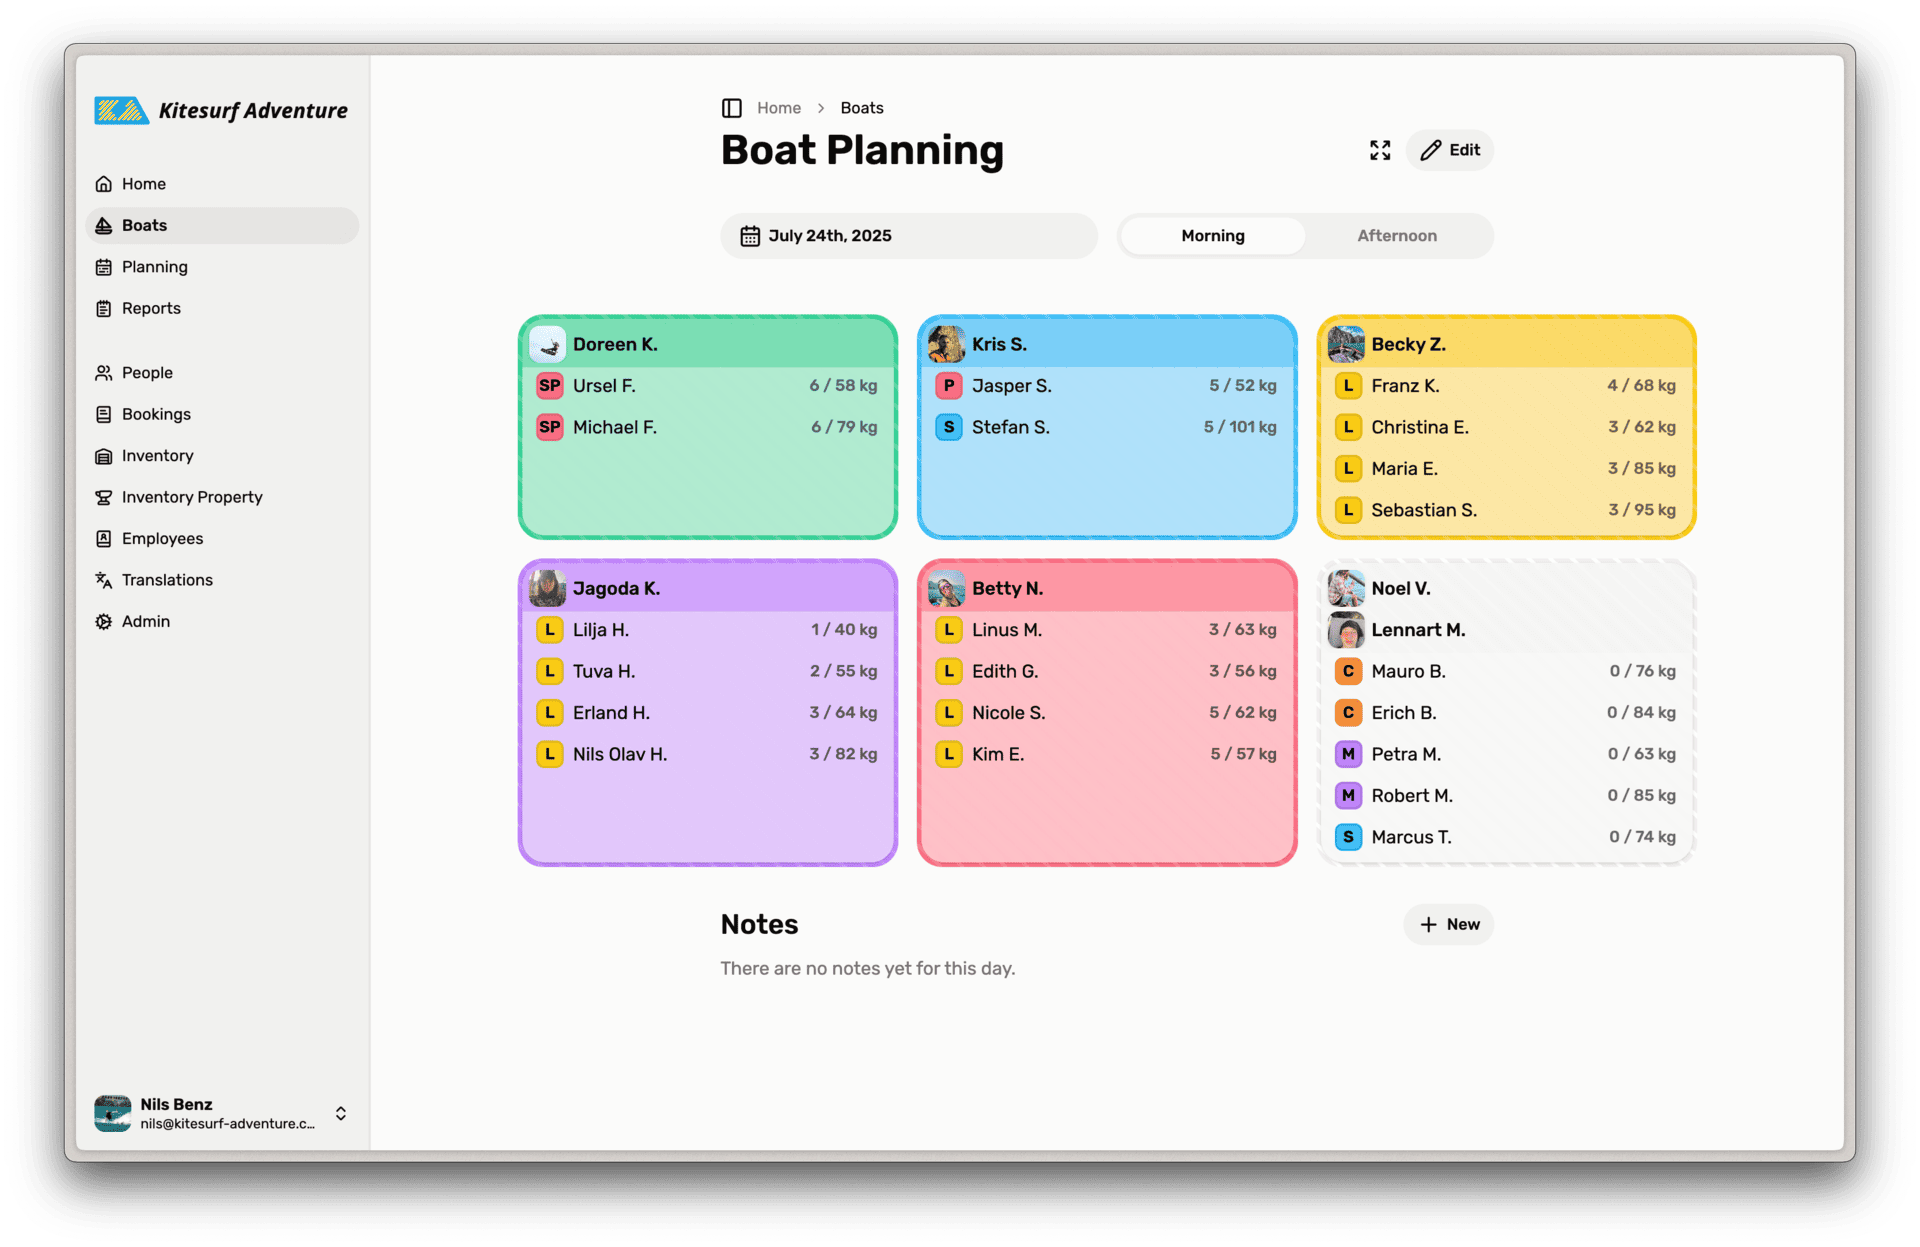 Kitesurf Adventure
Home
Boats
Planning
Reports
People
Bookings
Inventory
Inventory Property
Employees
Translations
Admin
Nils Benz
nils@kitesurf-adventure.c...
Home > Boats
Boat Planning
Edit
July 24th, 2025
Morning
Afternoon
Doreen K.
SP Ursel F. 6 / 58 kg
SP Michael F. 6 / 79 kg
Kris S.
P Jasper S. 5 / 52 kg
S Stefan S. 5 / 101 kg
Becky Z.
L Franz K. 4 / 68 kg
L Christina E. 3 / 62 kg
L Maria E. 3 / 85 kg
L Sebastian S. 3 / 95 kg
Jagoda K.
L Lilja H. 1 / 40 kg
L Tuva H. 2 / 55 kg
L Erland H. 3 / 64 kg
L Nils Olav H. 3 / 82 kg
Betty N.
L Linus M. 3 / 63 kg
L Edith G. 3 / 56 kg
L Nicole S. 5 / 62 kg
L Kim E. 5 / 57 kg
Noel V.
Lennart M.
C Mauro B. 0 / 76 kg
C Erich B. 0 / 84 kg
M Petra M. 0 / 63 kg
M Robert M. 0 / 85 kg
S Marcus T. 0 / 74 kg
Notes
New
There are no notes yet for this day.